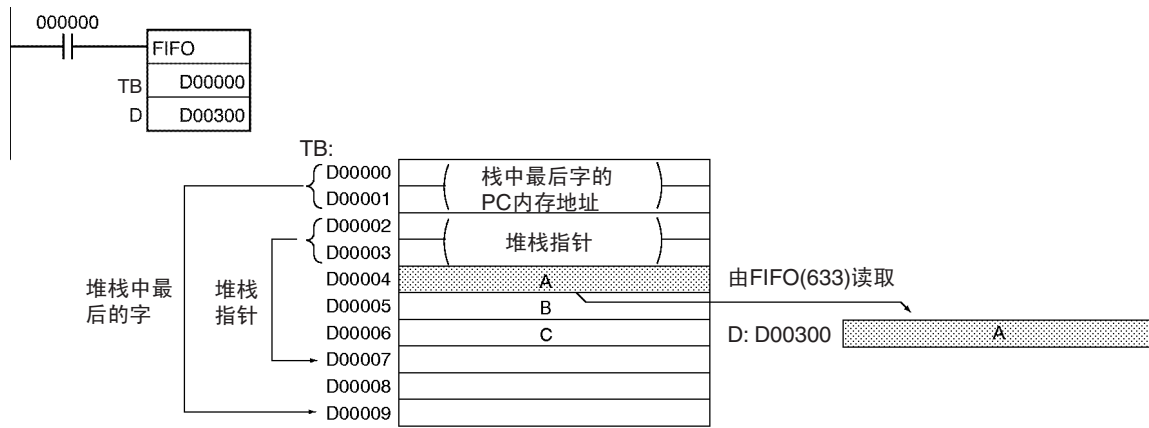 000000
FIFO
TB D00000
D D00300
TB:
D00000
D00001
栈中最后字的
PC内存地址
D00002
D00003
堆栈指针
D00004 A
由FIFO(633)读取
D00005 B
D00006 C
D: D00300 A
D00007
D00008
D00009
堆栈中最
后的字
堆栈
指针